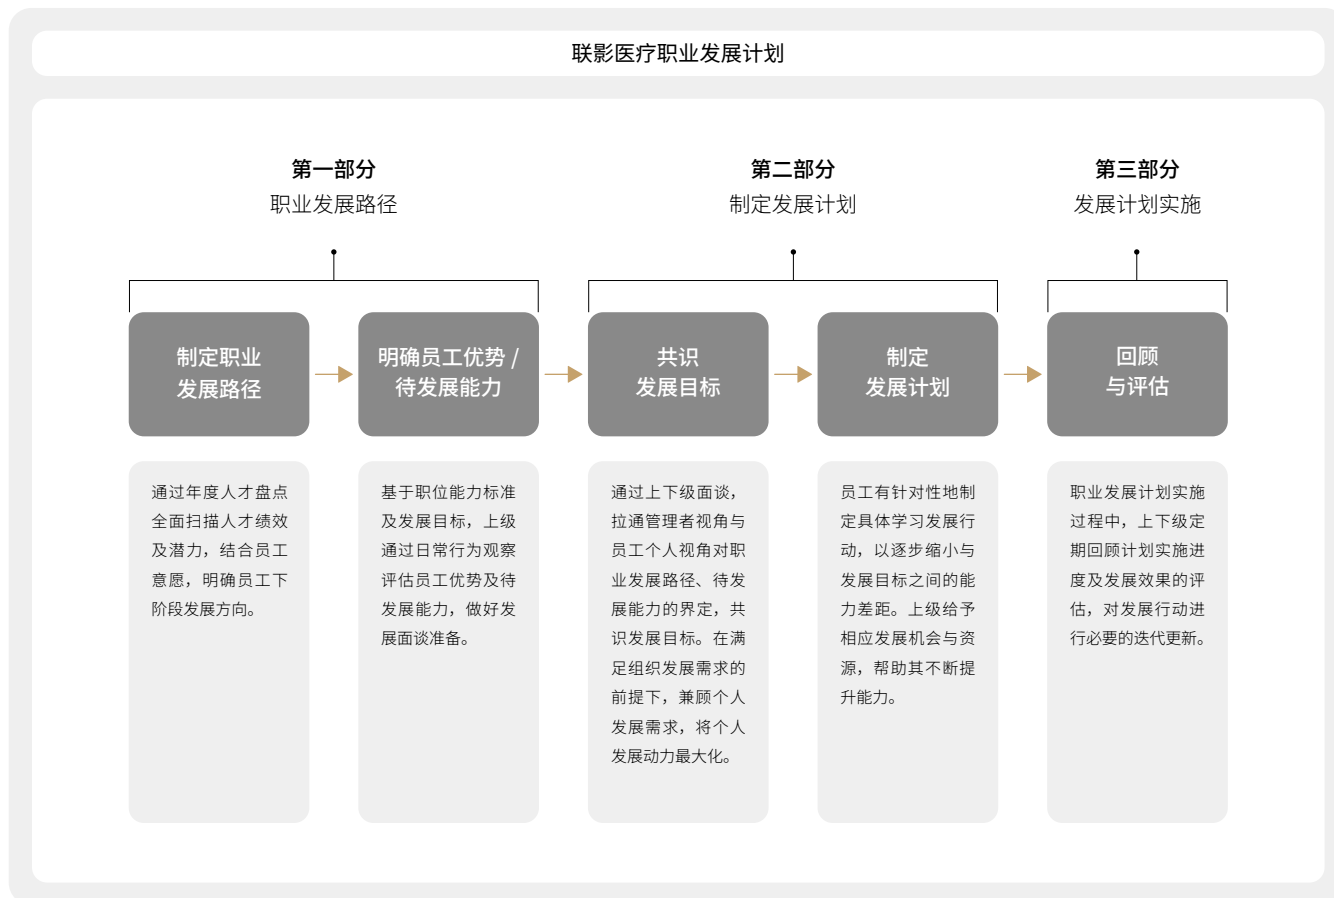 联影医疗职业发展计划
第一部分
职业发展路径
第二部分
制定发展计划
第三部分
发展计划实施
制定职业
发展路径
明确员工优势 /
待发展能力
共识
发展目标
制定
发展计划
回顾
与评估
通过年度人才盘点
全面扫描人才绩效
及潜力，结合员工
意愿，明确员工下
阶段发展方向。
基于职位能力标准
及发展目标，上级
通过日常行为观察
评估员工优势及待
发展能力，做好发
展面谈准备。
通过上下级面谈，
拉通管理者视角与
员工个人视角对职
业发展路径、待发
展能力的界定，共
识发展目标。在满
足组织发展需求的
前提下，兼顾个人
发展需求，将个人
发展动力最大化。
员工有针对性地制
定具体学习发展行
动，以逐步缩小与
发展目标之间的能
力差距。上级给予
相应发展机会与资
源，帮助其不断提
升能力。
职业发展计划实施
过程中，上下级定
期回顾计划实施进
度及发展效果的评
估，对发展行动进
行必要的迭代更新。